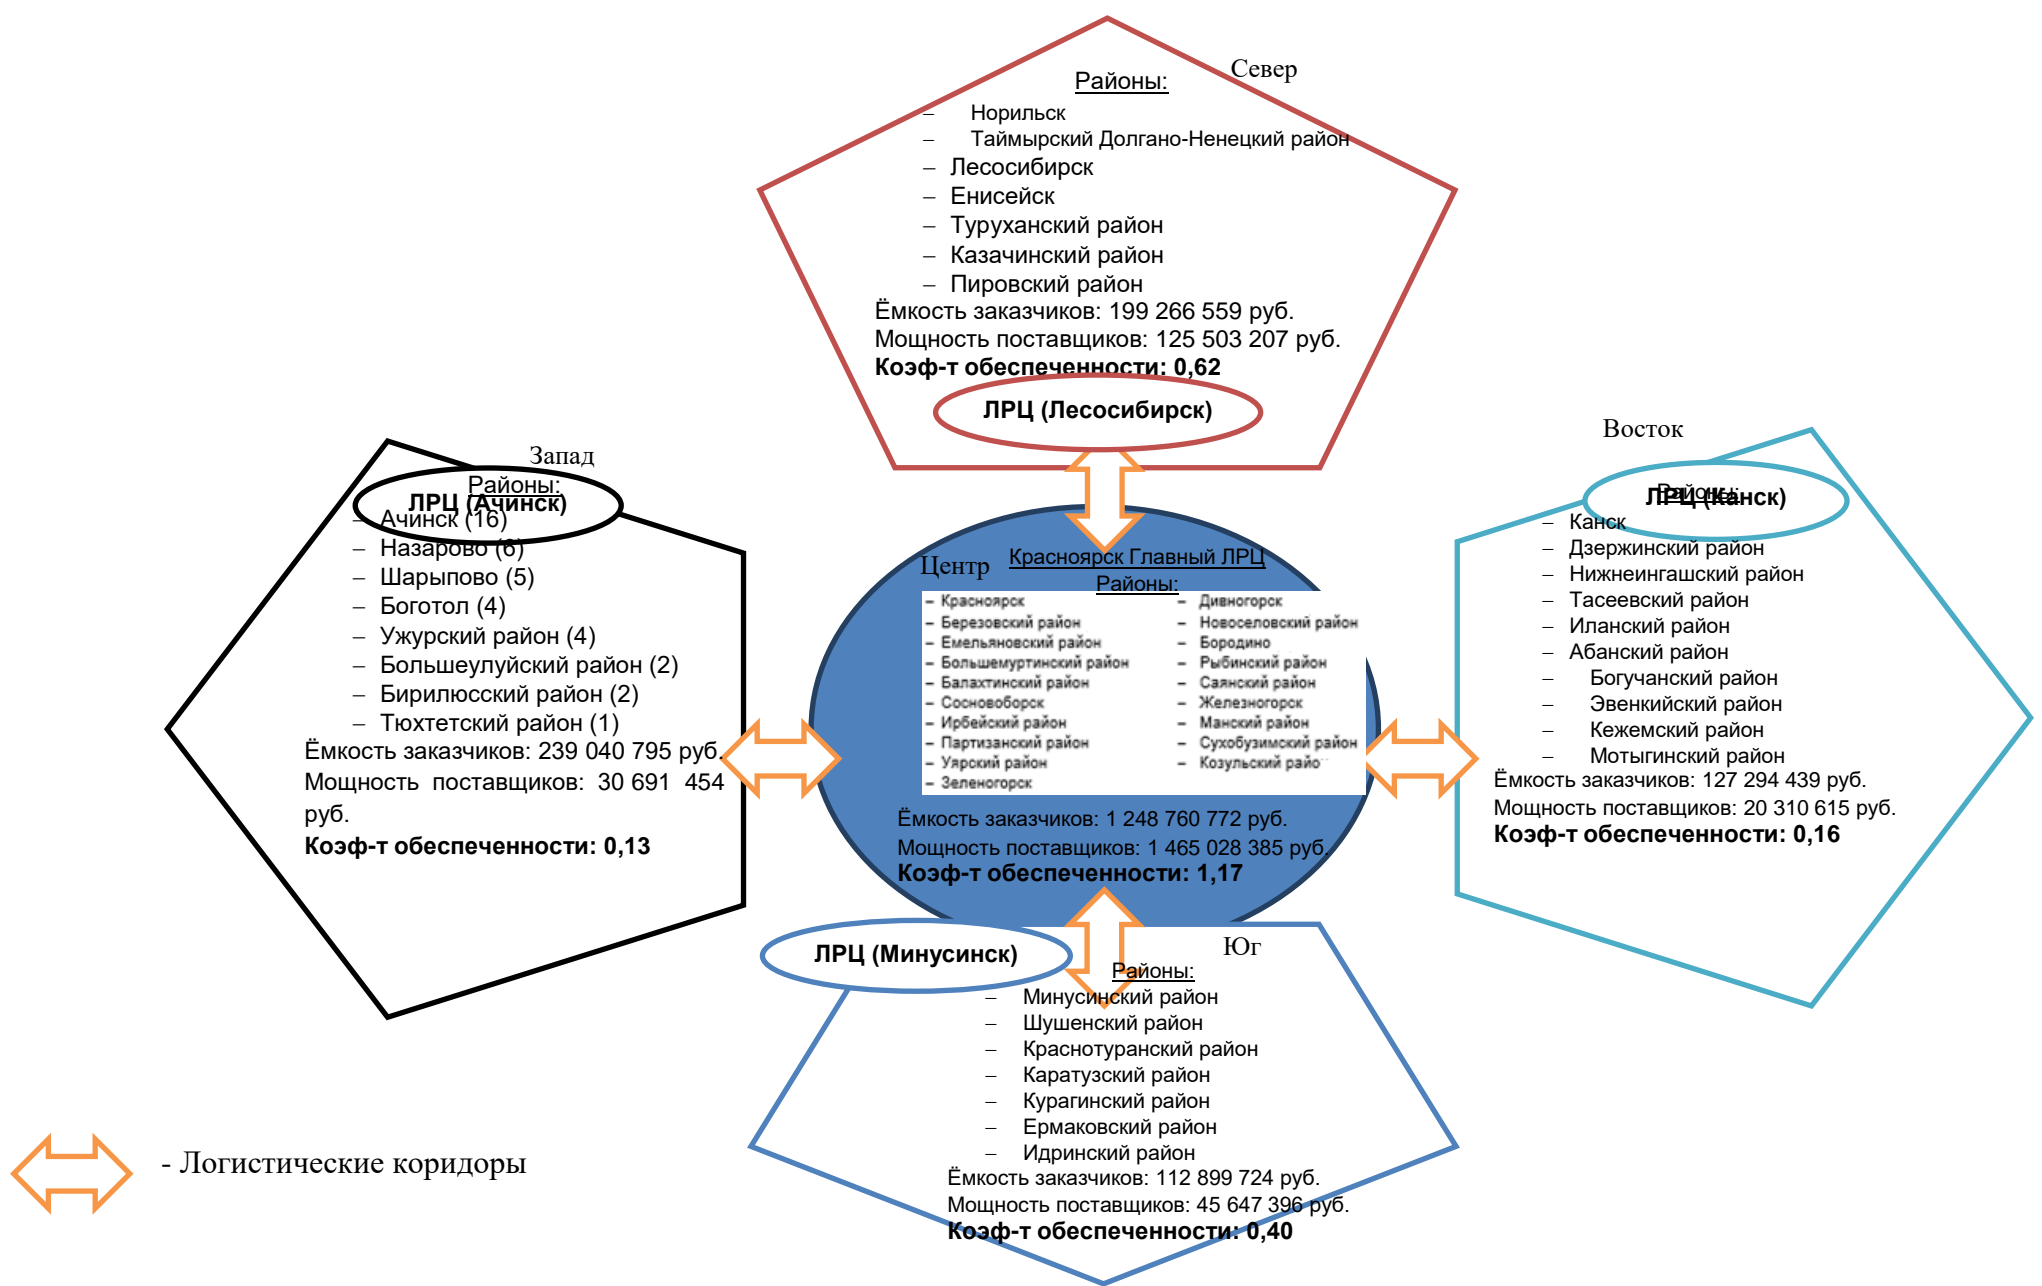 Север
Районы:
– Норильск
– Таймырский Долгано-Ненецкий район
– Лесосибирск
– Енисейск
– Туруханский район
– Казачинский район
– Пировский район
Ёмкость заказчиков: 199 266 559 руб.
Мощность поставщиков: 125 503 207 руб.
Коэф-т обеспеченности: 0,62
ЛРЦ (Лесосибирск)
Запад
Районы:
ЛРЦ (Ачинск)
– Ачинск (16)
– Назарово (6)
– Шарыпово (5)
– Боготол (4)
– Ужурский район (4)
– Большеулуйский район (2)
– Бирилюсский район (2)
– Тюхтетский район (1)
Ёмкость заказчиков: 239 040 795 руб.
Мощность поставщиков: 30 691 454
руб.
Коэф-т обеспеченности: 0,13
Центр
Красноярск Главный ЛРЦ
Районы:
– Красноярск
– Березовский район
– Емельяновский район
– Большемуртинский район
– Балахтинский район
– Сосновоборск
– Ирбейский район
– Партизанский район
– Уярский район
– Зеленогорск
– Дивногорск
– Новоселовский район
– Бородино
– Рыбинский район
– Саянский район
– Железногорск
– Манский район
– Сухобузимский район
– Козульский райо
Ёмкость заказчиков: 1 248 760 772 руб.
Мощность поставщиков: 1 465 028 385 руб.
Коэф-т обеспеченности: 1,17
Восток
Районы:
ЛРЦ (Канск)
– Канск
– Дзержинский район
– Нижнеингашский район
– Тасеевский район
– Иланский район
– Абанский район
– Богучанский район
– Эвенкийский район
– Кежемский район
– Мотыгинский район
Ёмкость заказчиков: 127 294 439 руб.
Мощность поставщиков: 20 310 615 руб.
Коэф-т обеспеченности: 0,16
ЛРЦ (Минусинск)
Юг
Районы:
– Минусинский район
– Шушенский район
– Краснотуранский район
– Каратузский район
– Курагинский район
– Ермаковский район
– Идринский район
Ёмкость заказчиков: 112 899 724 руб.
Мощность поставщиков: 45 647 396 руб.
Коэф-т обеспеченности: 0,40
- Логистические коридоры